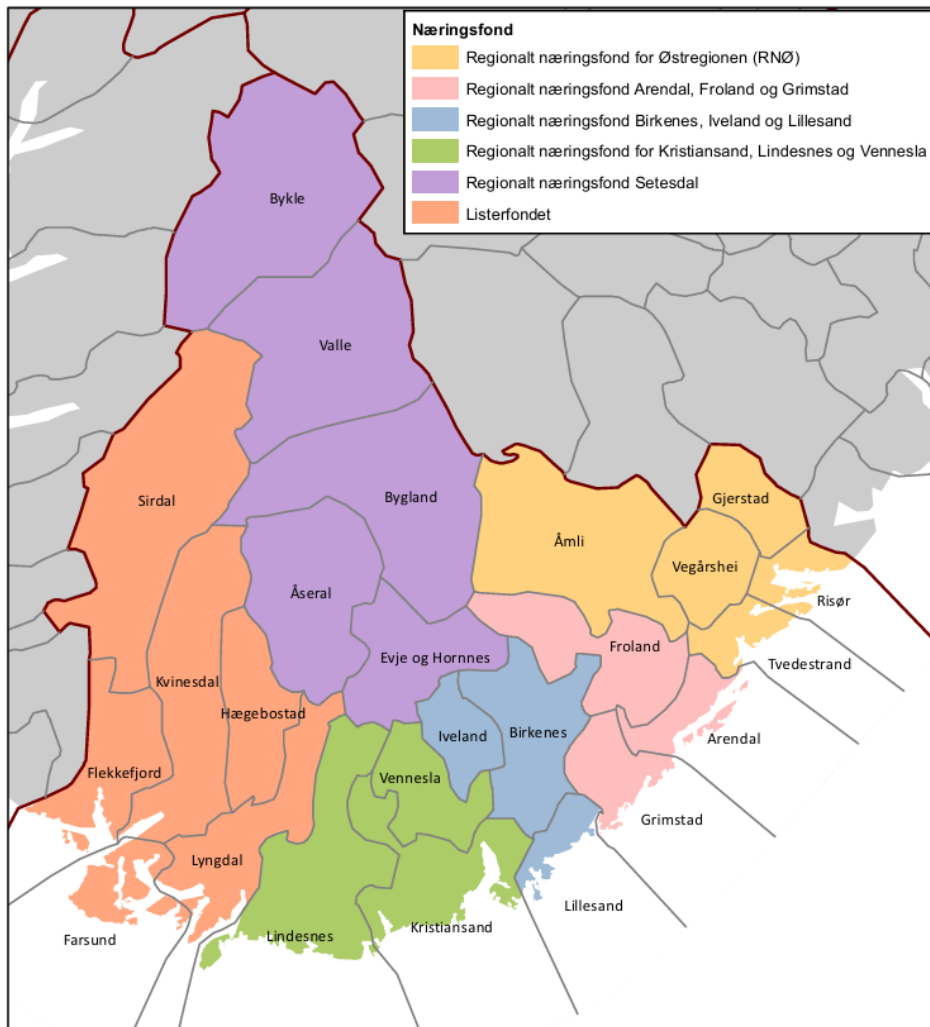 Næringsfond
Regionalt næringsfond for Østregionen (RNØ)
Regionalt næringsfond Arendal, Froland og Grimstad
Regionalt næringsfond Birkenes, Iveland og Lillesand
Regionalt næringsfond for Kristiansand, Lindesnes og Vennesla
Regionalt næringsfond Setesdal
Listerfondet
Bykle
Valle
Sirdal
Bygland
Gjerstad
Åmli
Vegårshei
Åseral
Risør
Froland
Evje og Hornnes
Tvedestrand
Kvinesdal
Hægebostad
Iveland
Birkenes
Arendal
Flekkefjord
Vennesla
Grimstad
Lyngdal
Lillesand
Kristiansand
Farsund
Lindesnes